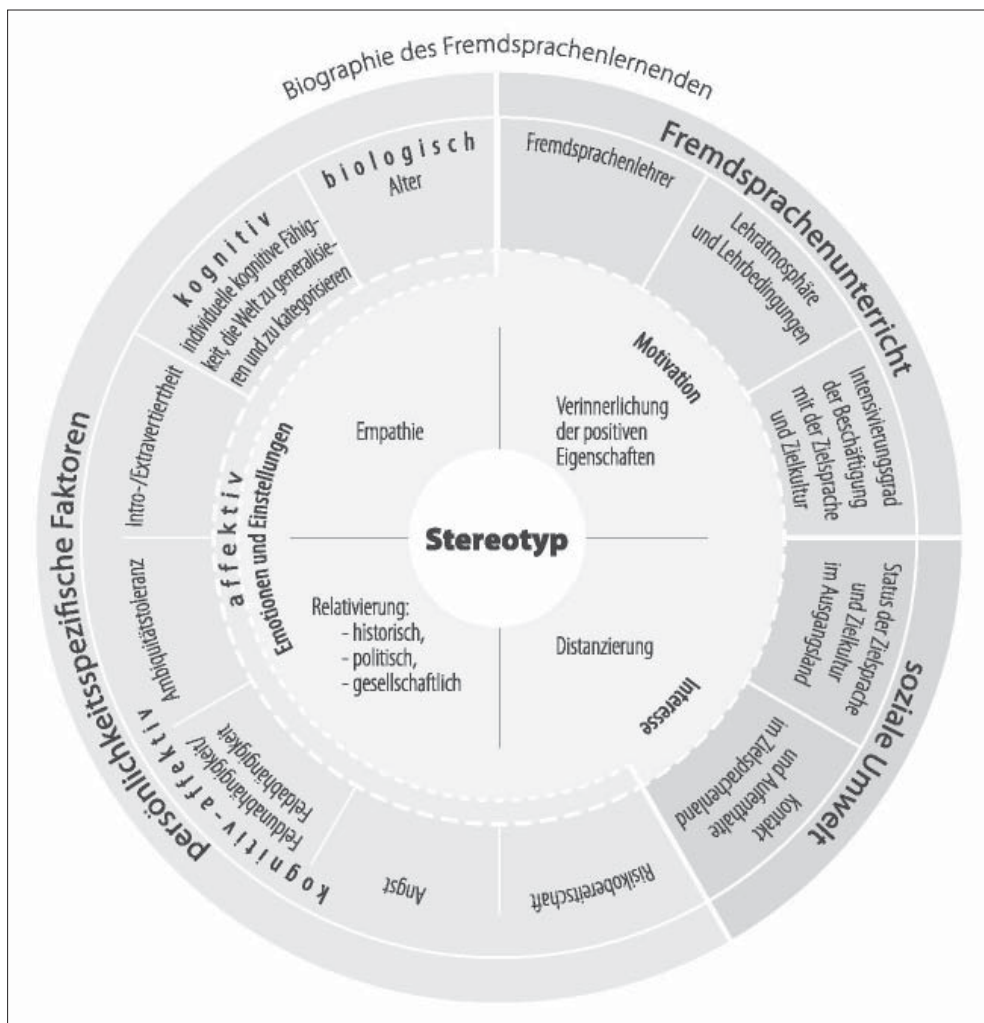 Biographie des Fremdsprachenlernenden
Fremdsprachenunterricht
Fremdsprachenlehrer
Lehratmosphäre
und Lehrbedingungen
Intensivierungsgrad
der Beschäftigung
mit der Zielsprache
und Zielkultur
soziale Umwelt
Status der Zielsprache
und Zielkultur
im Ausgangsland
Kontakt
und Aufenthalte
im Zielsprachenland
persönlichkeitsspezifische Faktoren
biologisch
Alter
kognitiv
individuelle kognitive Fähig-
keit, die Welt zu generalisie-
ren und zu kategorisieren
Intro-/Extravertiertheit
Ambiquitätstoleranz
kognitiv-affektiv
Feldunabhängigkeit/
Feldabhängigkeit
Angst
Risikobereitschaft
affektiv
Emotionen und Einstellungen
Motivation
Interesse
Empathie
Verinnerlichung
der positiven
Eigenschaften
Stereotyp
Relativierung:
- historisch,
- politisch,
- gesellschaftlich
Distanzierung